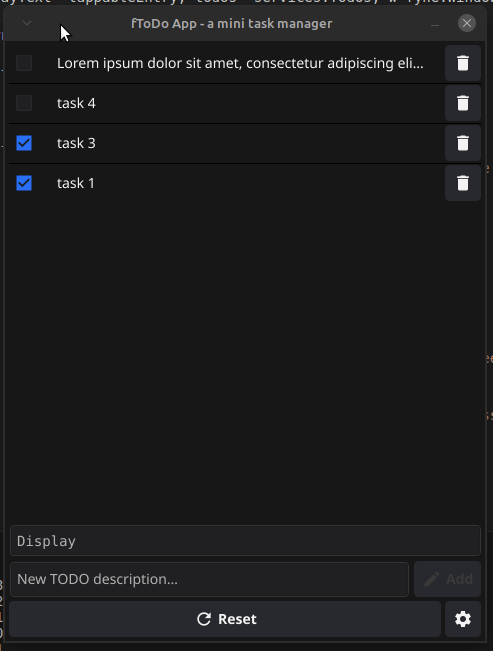 fToDo App - a mini task manager
Lorem ipsum dolor sit amet, consectetur adipiscing eli...
task 4
task 3
task 1
Display
New TODO description...
Add
Reset